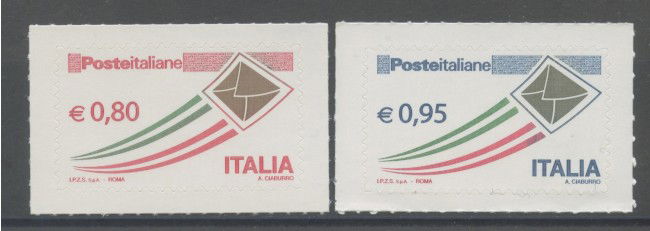 Posteitaliane
€ 0,80
ITALIA
I.P.Z.S. S.p.A. - ROMA
A. CIABURRO
Posteitaliane
€ 0,95
ITALIA
I.P.Z.S. S.p.A. - ROMA
A. CIABURRO